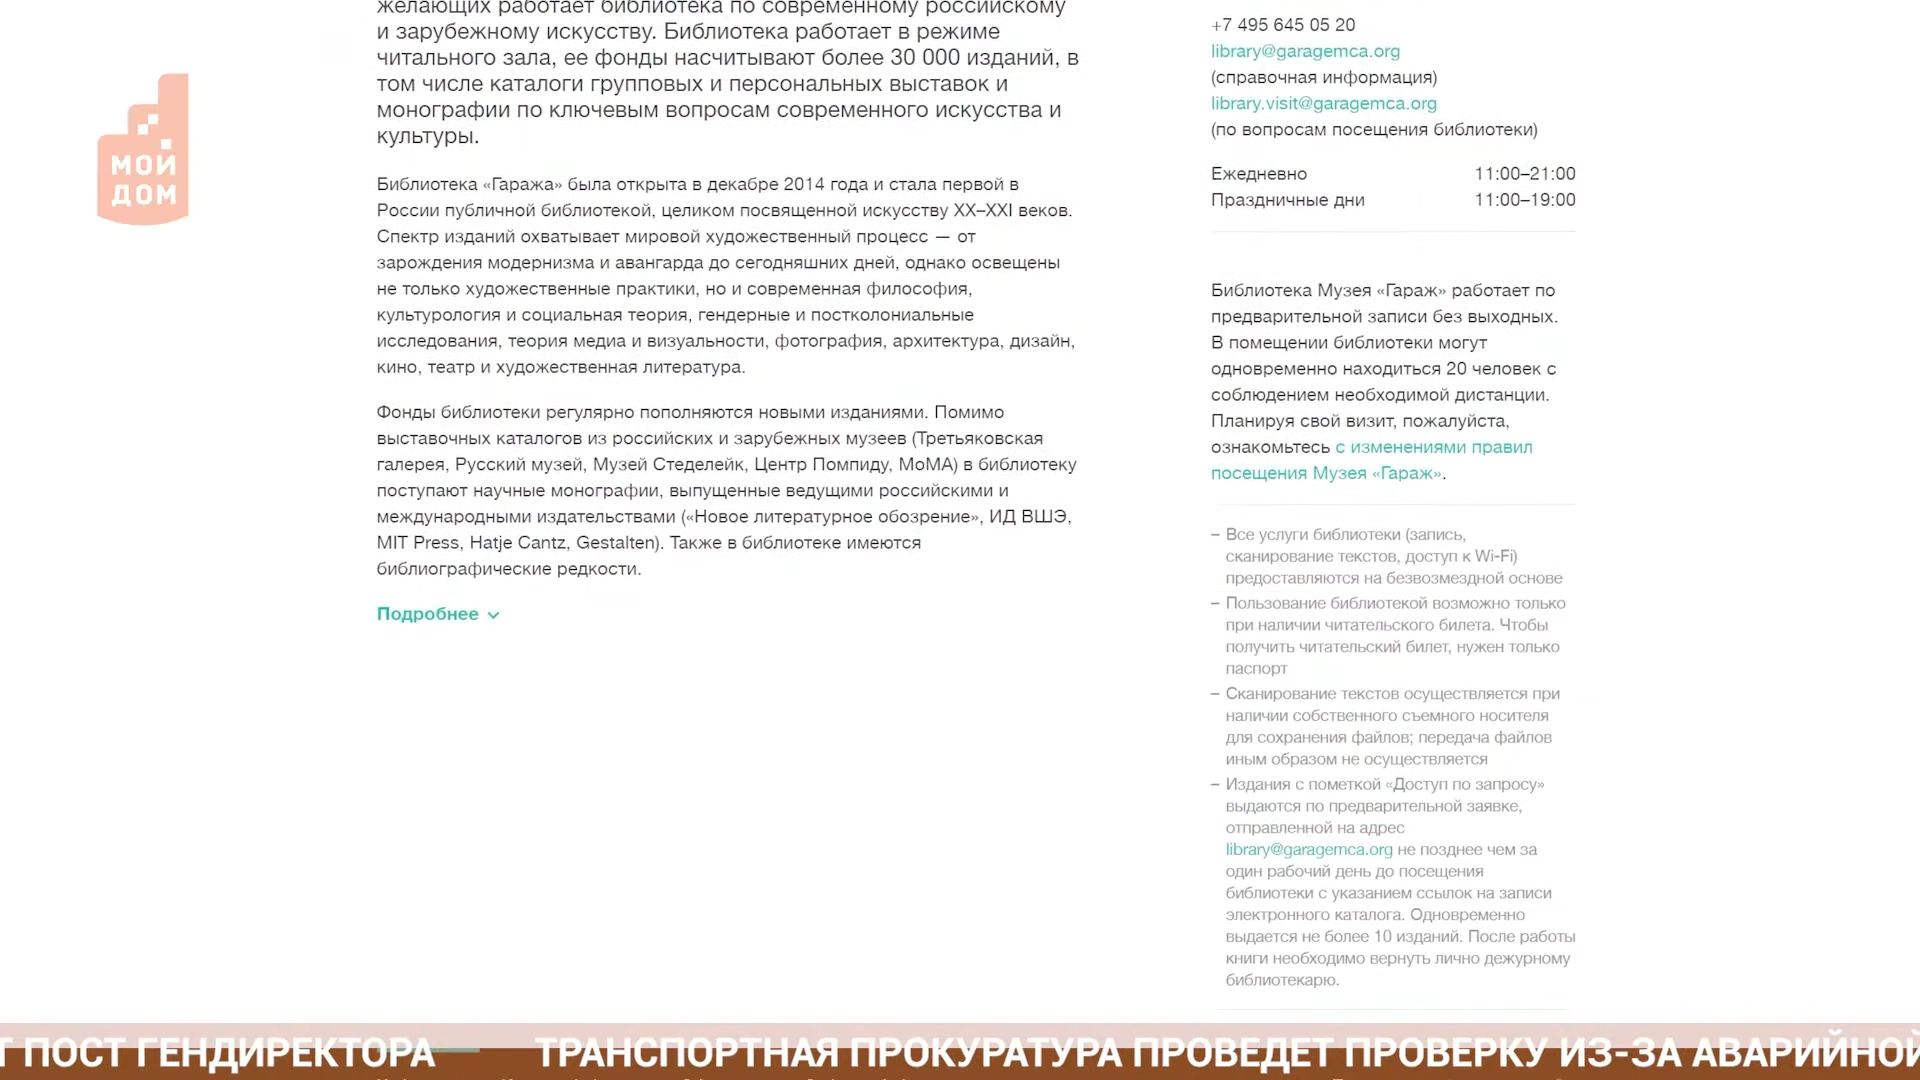 желающих работает библиотека по современному российскому
и зарубежному искусству. Библиотека работает в режиме
читального зала, ее фонды насчитывают более 30 000 изданий, в
том числе каталоги групповых и персональных выставок и
монографии по ключевым вопросам современного искусства и
культуры.
Библиотека «Гаража» была открыта в декабре 2014 года и стала первой в
России публичной библиотекой, целиком посвященной искусству XX–XXI веков.
Спектр изданий охватывает мировой художественный процесс — от
зарождения модернизма и авангарда до сегодняшних дней, однако освещены
не только художественные практики, но и современная философия,
культурология и социальная теория, гендерные и постколониальные
исследования, теория медиа и визуальности, фотография, архитектура, дизайн,
кино, театр и художественная литература.
Фонды библиотеки регулярно пополняются новыми изданиями. Помимо
выставочных каталогов из российских и зарубежных музеев (Третьяковская
галерея, Русский музей, Музей Стеделейк, Центр Помпиду, MoMA) в библиотеку
поступают научные монографии, выпущенные ведущими российскими и
международными издательствами («Новое литературное обозрение», ИД ВШЭ,
MIT Press, Hatje Cantz, Gestalten). Также в библиотеке имеются
библиографические редкости.
Подробнее
+7 495 645 05 20
library@garagemca.org
(справочная информация)
library.visit@garagemca.org
(по вопросам посещения библиотеки)
Ежедневно 11:00–21:00
Праздничные дни 11:00–19:00
Библиотека Музея «Гараж» работает по
предварительной записи без выходных.
В помещении библиотеки могут
одновременно находиться 20 человек с
соблюдением необходимой дистанции.
Планируя свой визит, пожалуйста,
ознакомьтесь с изменениями правил
посещения Музея «Гараж».
– Все услуги библиотеки (запись,
сканирование текстов, доступ к Wi-Fi)
предоставляются на безвозмездной основе
– Пользование библиотекой возможно только
при наличии читательского билета. Чтобы
получить читательский билет, нужен только
паспорт
– Сканирование текстов осуществляется при
наличии собственного съемного носителя
для сохранения файлов; передача файлов
иным образом не осуществляется
– Издания с пометкой «Доступ по запросу»
выдаются по предварительной заявке,
отправленной на адрес
library@garagemca.org не позднее чем за
один рабочий день до посещения
библиотеки с указанием ссылок на записи
электронного каталога. Одновременно
выдается не более 10 изданий. После работы
книги необходимо вернуть лично дежурному
библиотекарю.
МОЙ
ДОМ
Т ПОСТ ГЕНДИРЕКТОРА ТРАНСПОРТНАЯ ПРОКУРАТУРА ПРОВЕДЕТ ПРОВЕРКУ ИЗ-ЗА АВАРИЙНОЙ